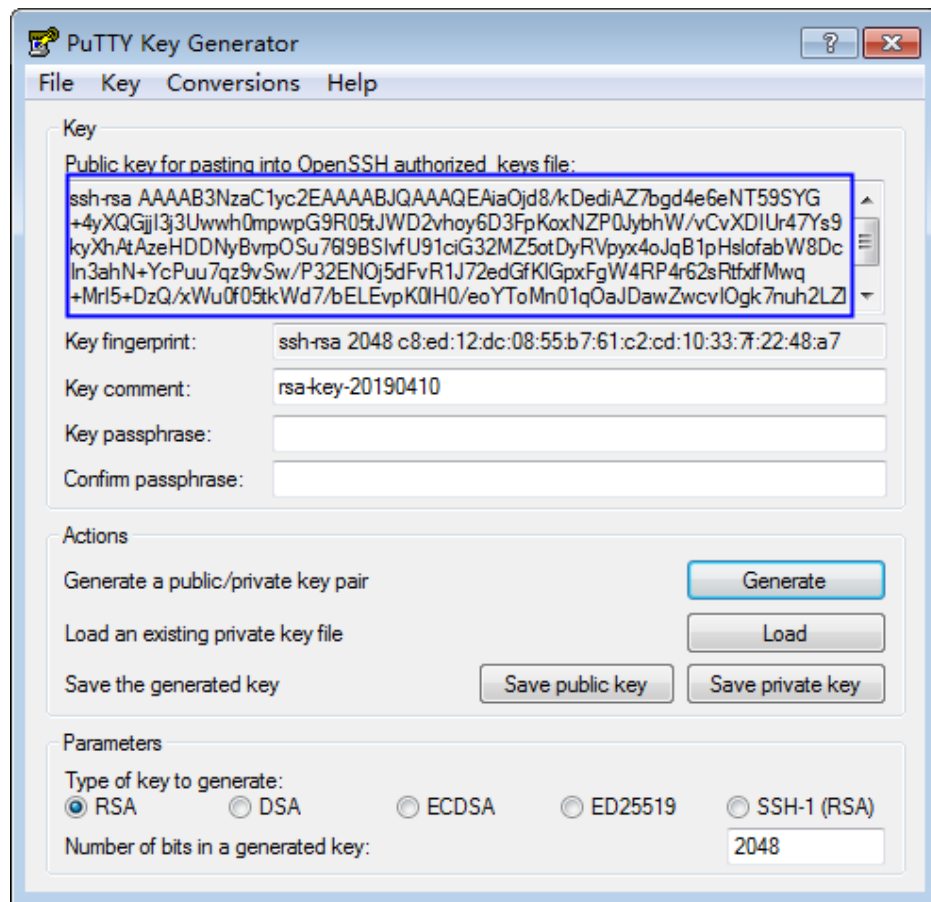 PuTTY Key Generator
File Key Conversions Help
Key
Public key for pasting into OpenSSH authorized_keys file:
ssh-rsa AAAAB3NzaC1yc2EAAAABJQAAAQEAiaOjd8/kDediAZ7bgd4e6eNT59SYG
+4yXQGjjI3j3Uwwh0mpwpG9R05tJWD2vhoy6D3FpKoxNZP0JybhW/vCvXDIUr47Ys9
kyXhAtAzeHDDNyBvrpOSu76I9BSIvfU91ciG32MZ5otDyRVpyx4oJqB1pHslofabW8Dc
In3ahN+YcPuu7qz9vSw/P32ENOj5dFvR1J72edGfKlGpxFgW4RP4r62sRtfxlfMwq
+MrI5+DzQ/xWu0f05tkWd7/bELEvpK0lH0/eoYToMn01qOaJDawZwcvIOgk7nuh2LZl
Key fingerprint: ssh-rsa 2048 c8:ed:12:dc:08:55:b7:61:c2:cd:10:33:7f:22:48:a7
Key comment: rsa-key-20190410
Key passphrase:
Confirm passphrase:
Actions
Generate a public/private key pair Generate
Load an existing private key file Load
Save the generated key Save public key Save private key
Parameters
Type of key to generate:
RSA DSA ECDSA ED25519 SSH-1 (RSA)
Number of bits in a generated key: 2048